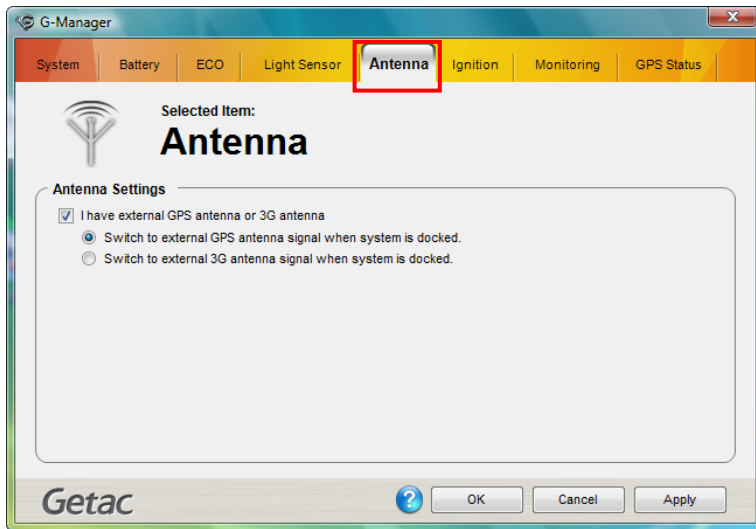 G-Manager
System Battery ECO Light Sensor Antenna Ignition Monitoring GPS Status
Selected Item:
Antenna
Antenna Settings
I have external GPS antenna or 3G antenna
Switch to external GPS antenna signal when system is docked.
Switch to external 3G antenna signal when system is docked.
Getac ? OK Cancel Apply